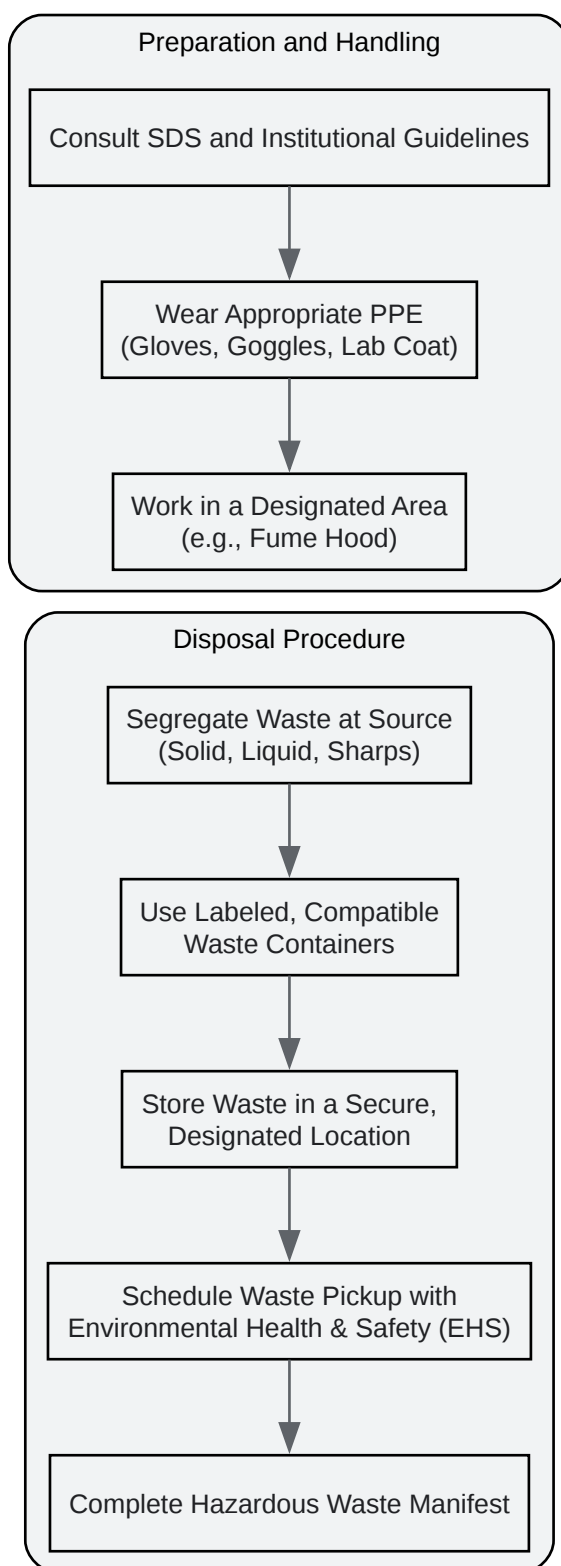 Preparation and Handling
Consult SDS and Institutional Guidelines
Wear Appropriate PPE
(Gloves, Goggles, Lab Coat)
Work in a Designated Area
(e.g., Fume Hood)
Disposal Procedure
Segregate Waste at Source
(Solid, Liquid, Sharps)
Use Labeled, Compatible
Waste Containers
Store Waste in a Secure,
Designated Location
Schedule Waste Pickup with
Environmental Health & Safety (EHS)
Complete Hazardous Waste Manifest